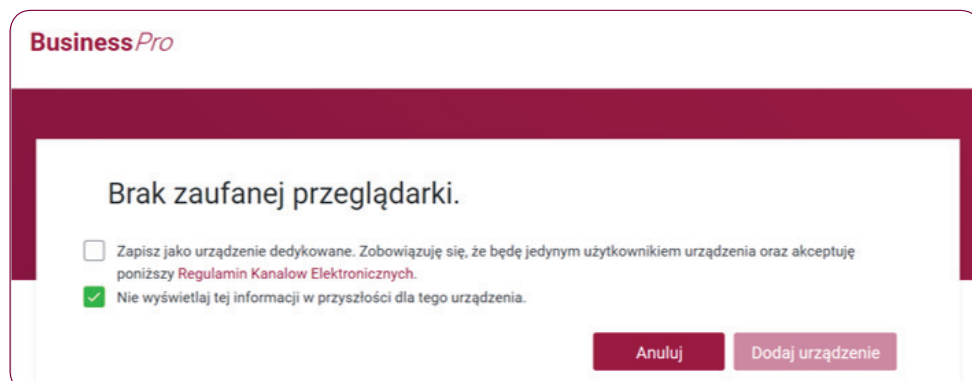 BusinessPro
Brak zaufanej przeglądarki.
Zapisz jako urządzenie dedykowane. Zobowiązuję się, że będę jedynym użytkownikiem urządzenia oraz akceptuję
poniższy Regulamin Kanalow Elektronicznych.
Nie wyświetlaj tej informacji w przyszłości dla tego urządzenia.
Anuluj Dodaj urządzenie